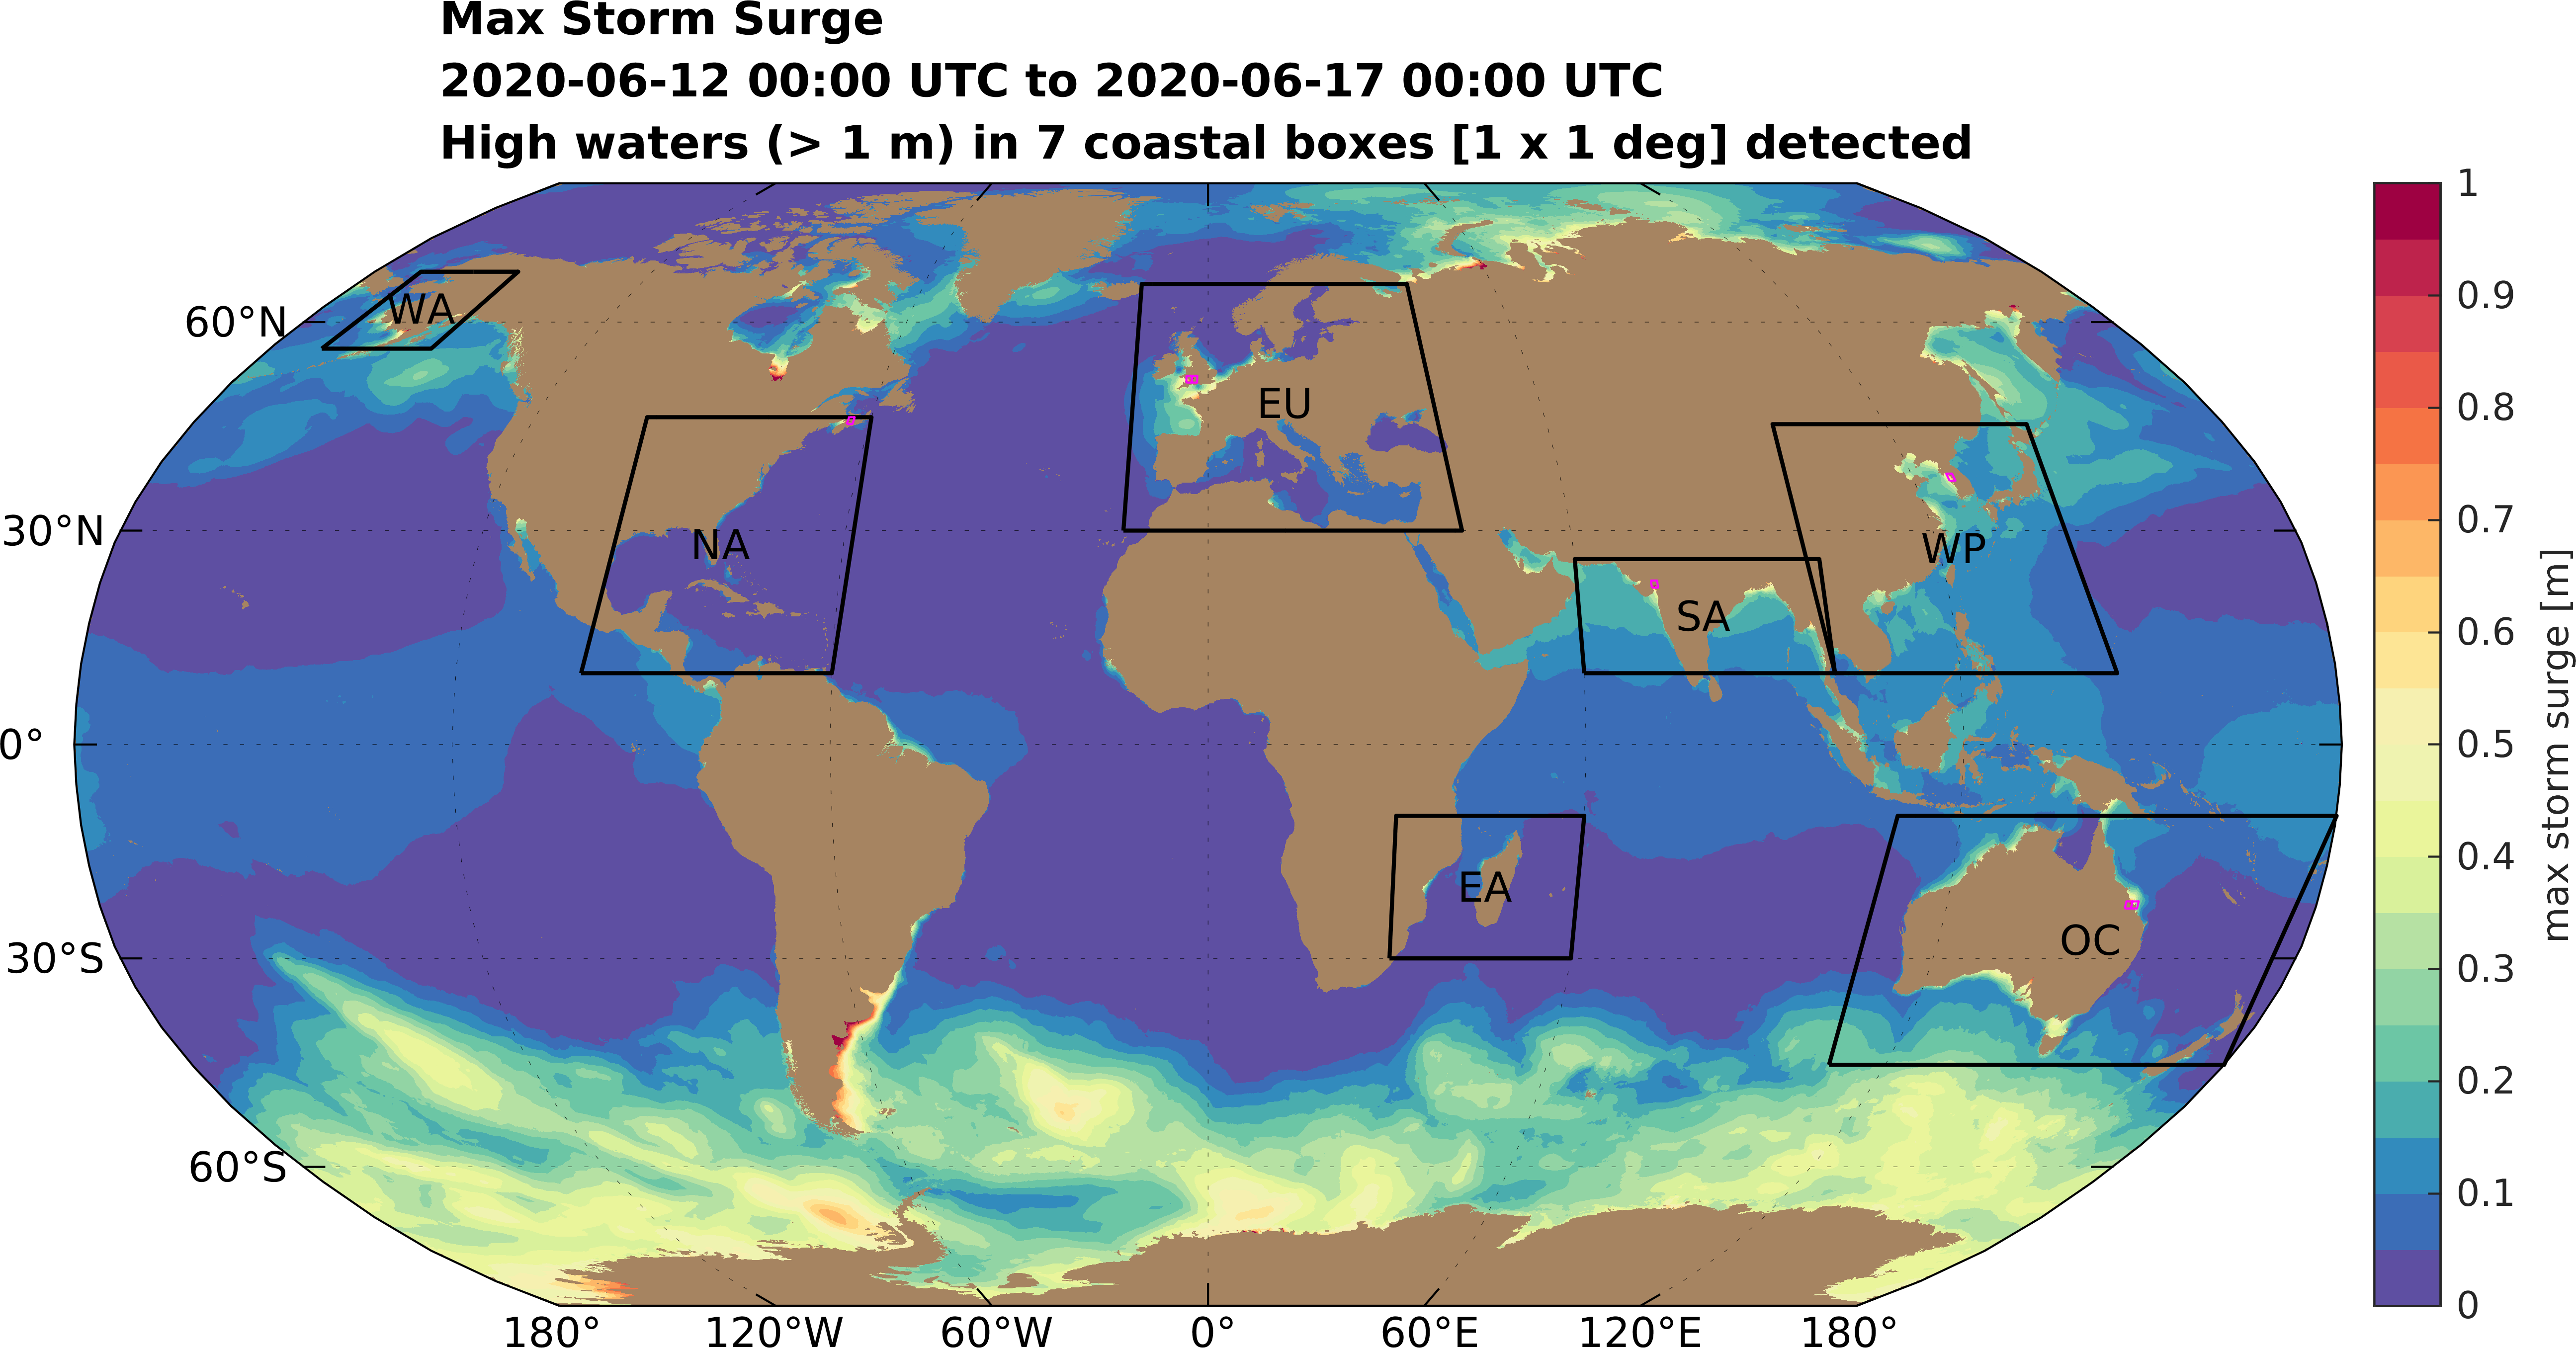 Max Storm Surge
2020-06-12 00:00 UTC to 2020-06-17 00:00 UTC
High waters (> 1 m) in 7 coastal boxes [1 x 1 deg] detected
60°N
30°N
0°
30°S
60°S
WA
NA
EU
SA
WP
EA
OC
180°
120°W
60°W
0°
60°E
120°E
180°
1
0.9
0.8
0.7
0.6
0.5
0.4
0.3
0.2
0.1
0
max storm surge [m]